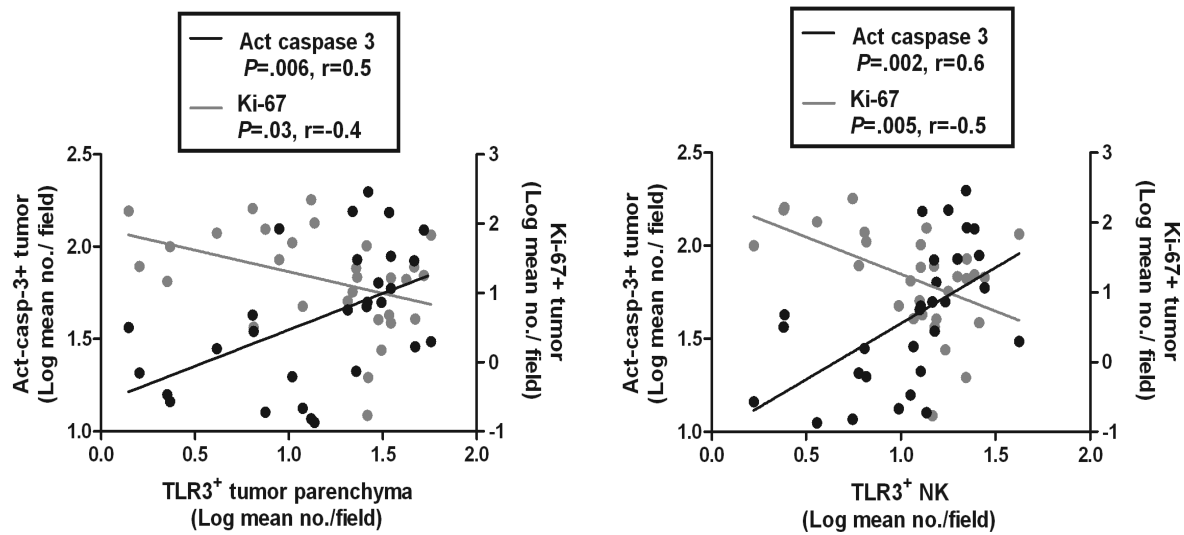 Act caspase 3
P=.006, r=0.5
Ki-67
P=.03, r=-0.4
2.5
2.0
1.5
1.0
3
2
1
0
-1
0.0
0.5
1.0
1.5
2.0
Act-casp-3+ tumor
(Log mean no./ field)
Ki-67+ tumor
(Log mean no./ field)
TLR3⁺ tumor parenchyma
(Log mean no./field)
Act caspase 3
P=.002, r=0.6
Ki-67
P=.005, r=-0.5
2.5
2.0
1.5
1.0
3
2
1
0
-1
0.0
0.5
1.0
1.5
2.0
Act-casp-3+ tumor
(Log mean no./ field)
Ki-67+ tumor
(Log mean no./ field)
TLR3⁺ NK
(Log mean no./field)